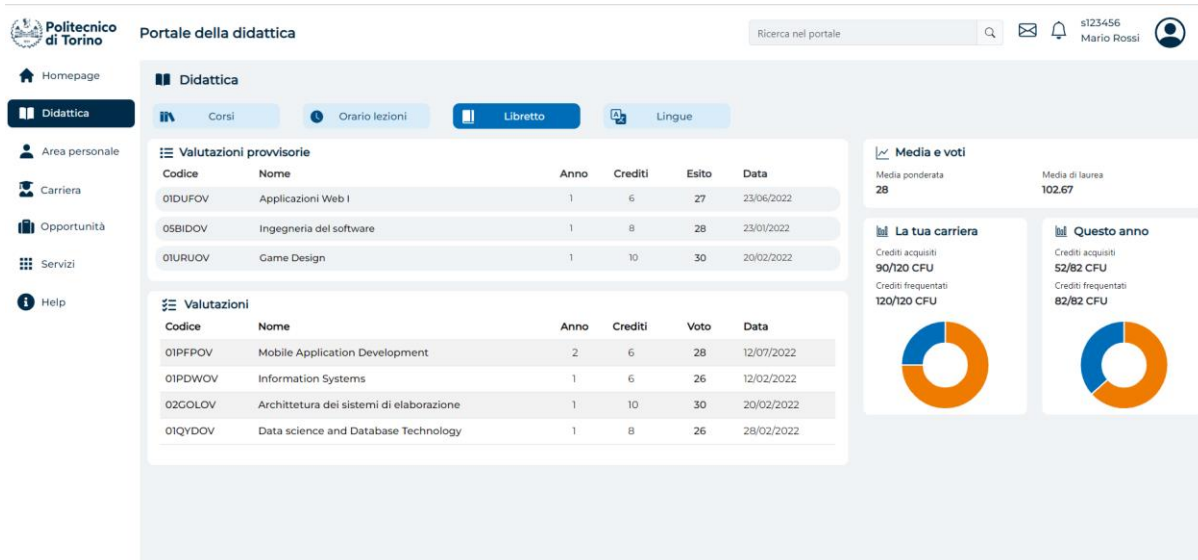 Politecnico
di Torino
Portale della didattica
Ricerca nel portale
s123456
Mario Rossi
Homepage
Didattica
Area personale
Carriera
Opportunità
Servizi
Help
Didattica
Corsi
Orario lezioni
Libretto
Lingue
Valutazioni provvisorie
Codice Nome Anno Crediti Esito Data
01DUFOV Applicazioni Web I 1 6 27 23/06/2022
05BIDOV Ingegneria del software 1 8 28 23/01/2022
01URUOV Game Design 1 10 30 20/02/2022
Valutazioni
Codice Nome Anno Crediti Voto Data
01PFPOV Mobile Application Development 2 6 28 12/07/2022
01PDWOV Information Systems 1 6 26 12/02/2022
02GOLOV Archittetura dei sistemi di elaborazione 1 10 30 20/02/2022
01QYDOV Data science and Database Technology 1 8 26 28/02/2022
Media e voti
Media ponderata Media di laurea
28 102.67
La tua carriera
Crediti acquisiti
90/120 CFU
Crediti frequentati
120/120 CFU
Questo anno
Crediti acquisiti
52/82 CFU
Crediti frequentati
82/82 CFU